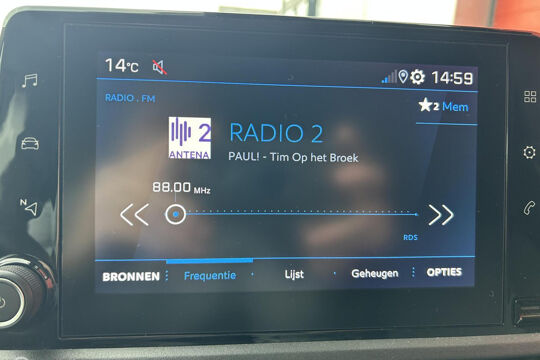 14°C 14:59
RADIO . FM
★2 Mem
2
ANTENA
RADIO 2
PAUL! - Tim Op het Broek
88.00 MHz
N
RDS
BRONNEN Frequentie Lijst Geheugen OPTIES